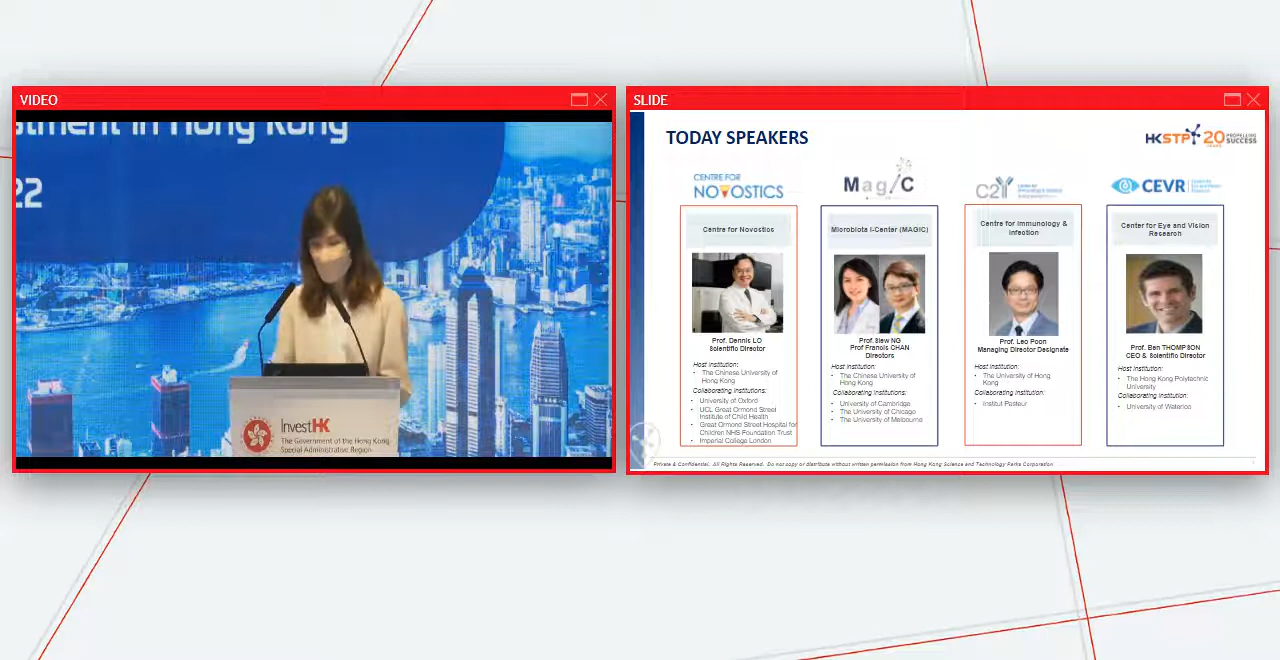 VIDEO
stment in Hong Kong
22
InvestHK
The Government of the Hong Kong
Special Administrative Region
SLIDE
TODAY SPEAKERS
HKSTP 20 YEARS PROPELLING
SUCCESS
CENTRE FOR
NOVOSTICS
MagIC
C2i
CEVR
Centre for Novostics
Prof. Dennis LO
Scientific Director
Host Institution:
• The Chinese University of
Hong Kong
Collaborating Institutions:
• University of Oxford
• UCL Great Ormond Street
Institute of Child Health
• Great Ormond Street Hospital for
Children NHS Foundation Trust
• Imperial College London
Microbiota I-Center (MAGIC)
Prof. Siew NG
Prof Francis CHAN
Directors
Host Institution:
• The Chinese University of
Hong Kong
Collaborating Institutions:
• University of Cambridge
• The University of Chicago
• The University of Melbourne
Centre for Immunology &
Infection
Prof. Leo Poon
Managing Director Designate
Host Institution:
• The University of Hong
Kong
Collaborating Institution:
• Institut Pasteur
Center for Eye and Vision
Research
Prof. Ben THOMPSON
CEO & Scientific Director
Host Institution:
• The Hong Kong Polytechnic
University
Collaborating Institution:
• University of Waterloo
Private & Confidential. All Rights Reserved. Do not copy or distribute without written permission from Hong Kong Science and Technology Parks Corporation